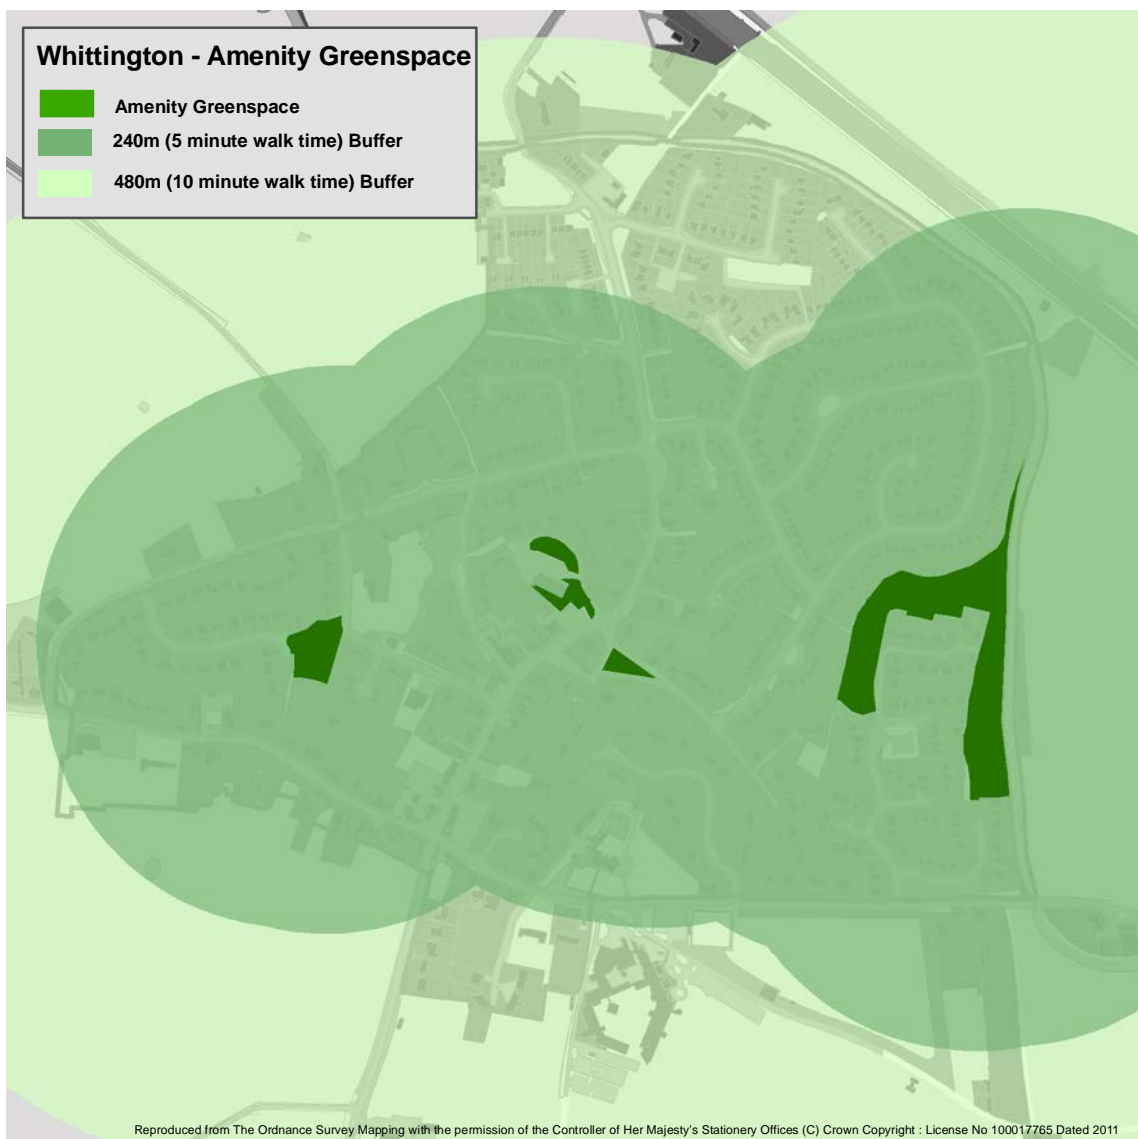 Whittington - Amenity Greenspace
Amenity Greenspace
240m (5 minute walk time) Buffer
480m (10 minute walk time) Buffer
Reproduced from The Ordnance Survey Mapping with the permission of the Controller of Her Majesty's Stationery Offices (C) Crown Copyright : License No 100017765 Dated 2011